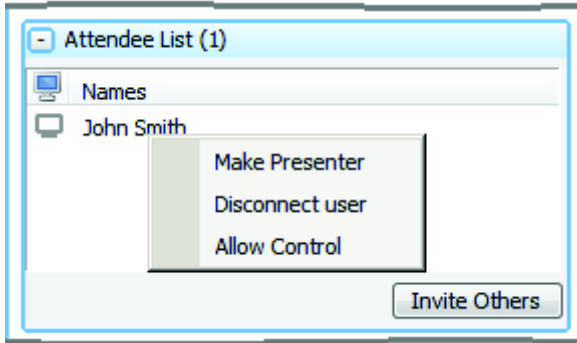 Attendee List (1)
Names
John Smith
Make Presenter
Disconnect user
Allow Control
Invite Others